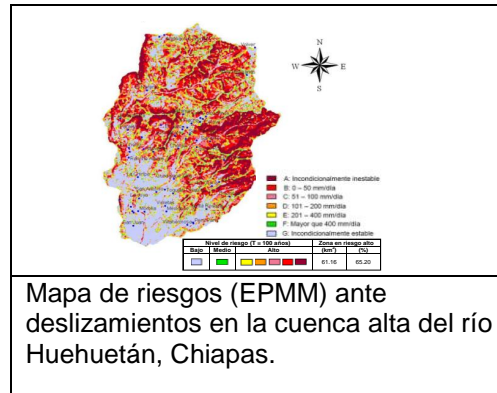 N
W E
S
A: Incondicionalmente inestable
B: 0 – 50 mm/día
C: 51 – 100 mm/día
D: 101 – 200 mm/día
E: 201 – 400 mm/día
F: Mayor que 400 mm/día
G: Incondicionalmente estable
Nivel de riesgo (T = 100 años) Zona en riesgo alto
Bajo Medio Alto (km²) (%)
61.16 65.20
Mapa de riesgos (EPMM) ante
deslizamientos en la cuenca alta del río
Huehuetán, Chiapas.